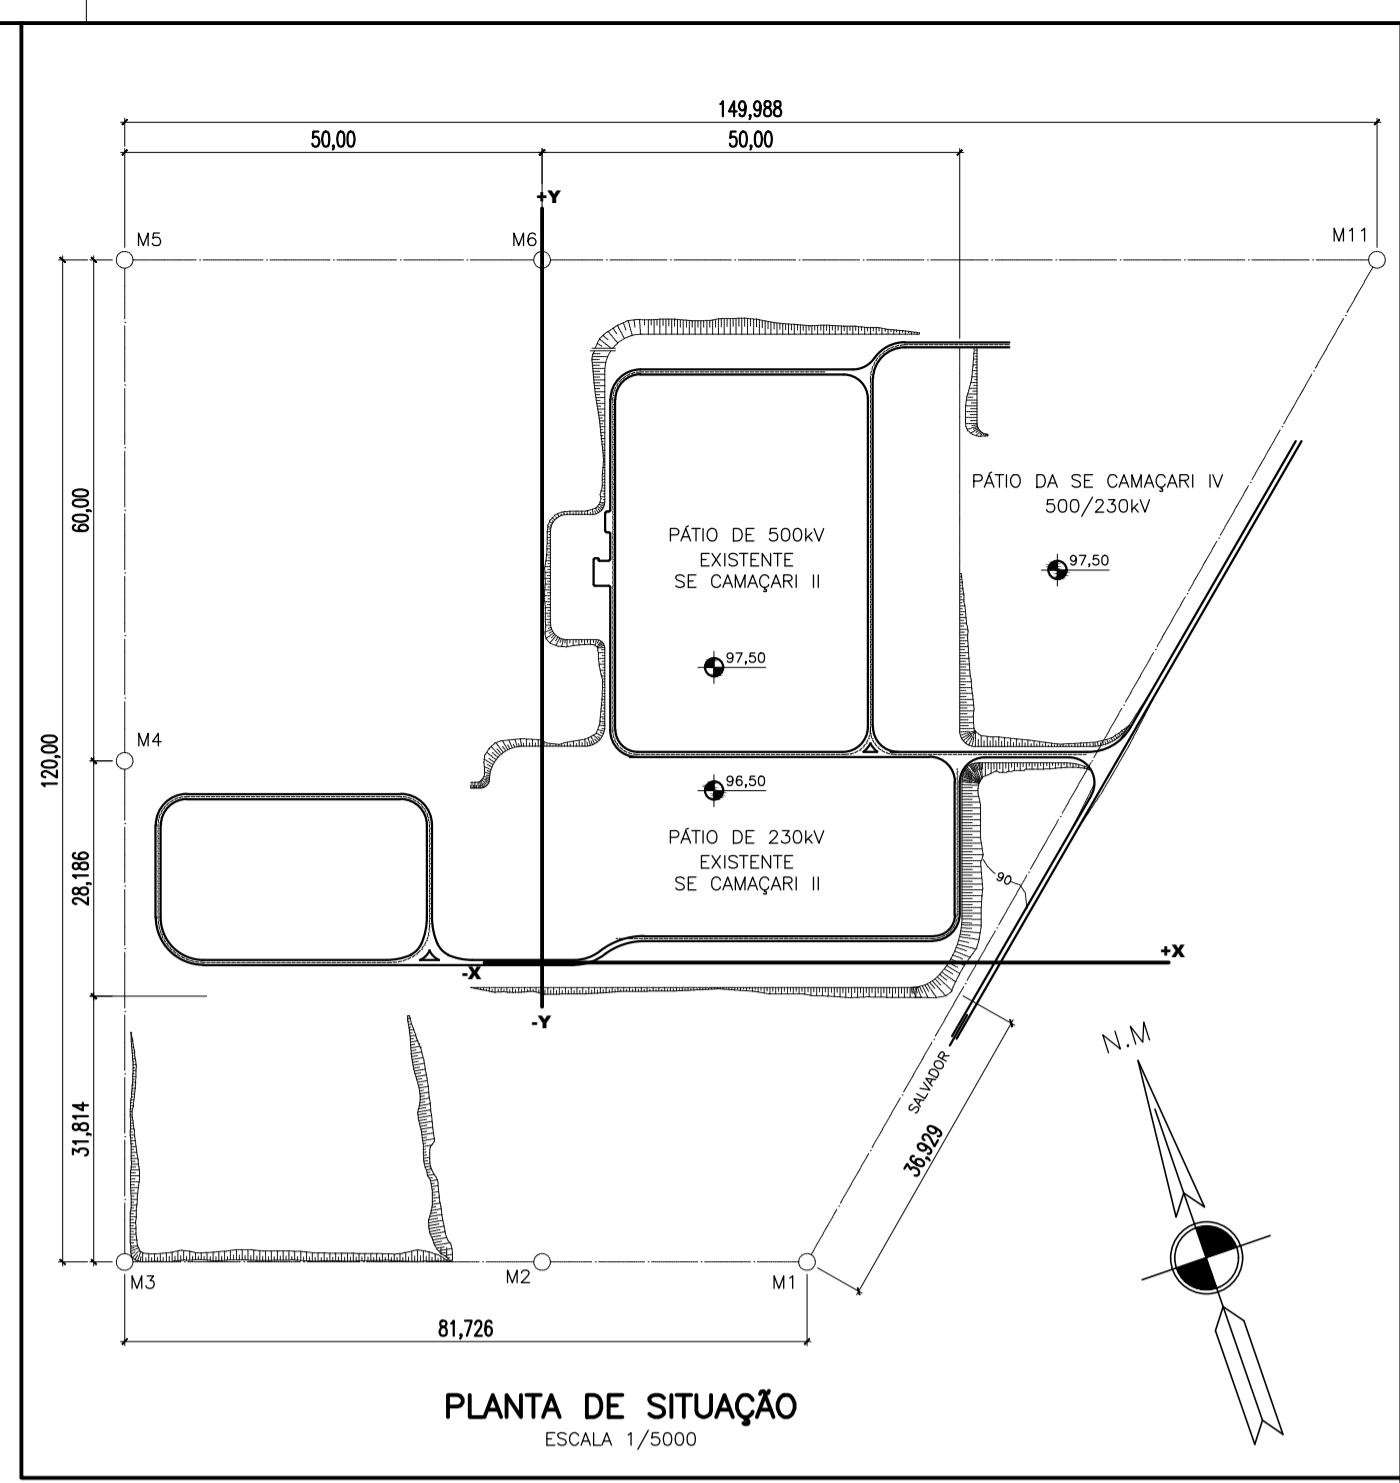 149,988
50,00
50,00
+Y
M5
M6
M11
60,00
PÁTIO DA SE CAMAÇARI IV
500/230kV
97,50
PÁTIO DE 500kV
EXISTENTE
SE CAMAÇARI II
97,50
M4
120,00
96,50
PÁTIO DE 230kV
EXISTENTE
SE CAMAÇARI II
28,186
90
-X
+X
-Y
N.M
SALVADOR
31,814
36,929
M3
M2
M1
81,726
PLANTA DE SITUAÇÃO
ESCALA 1/5000